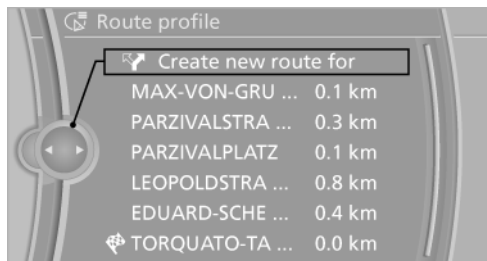 Route profile
Create new route for
MAX-VON-GRU ... 0.1 km
PARZIVALSTRA ... 0.3 km
PARZIVALPLATZ 0.1 km
LEOPOLDSTRA ... 0.8 km
EDUARD-SCHE ... 0.4 km
TORQUATO-TA ... 0.0 km